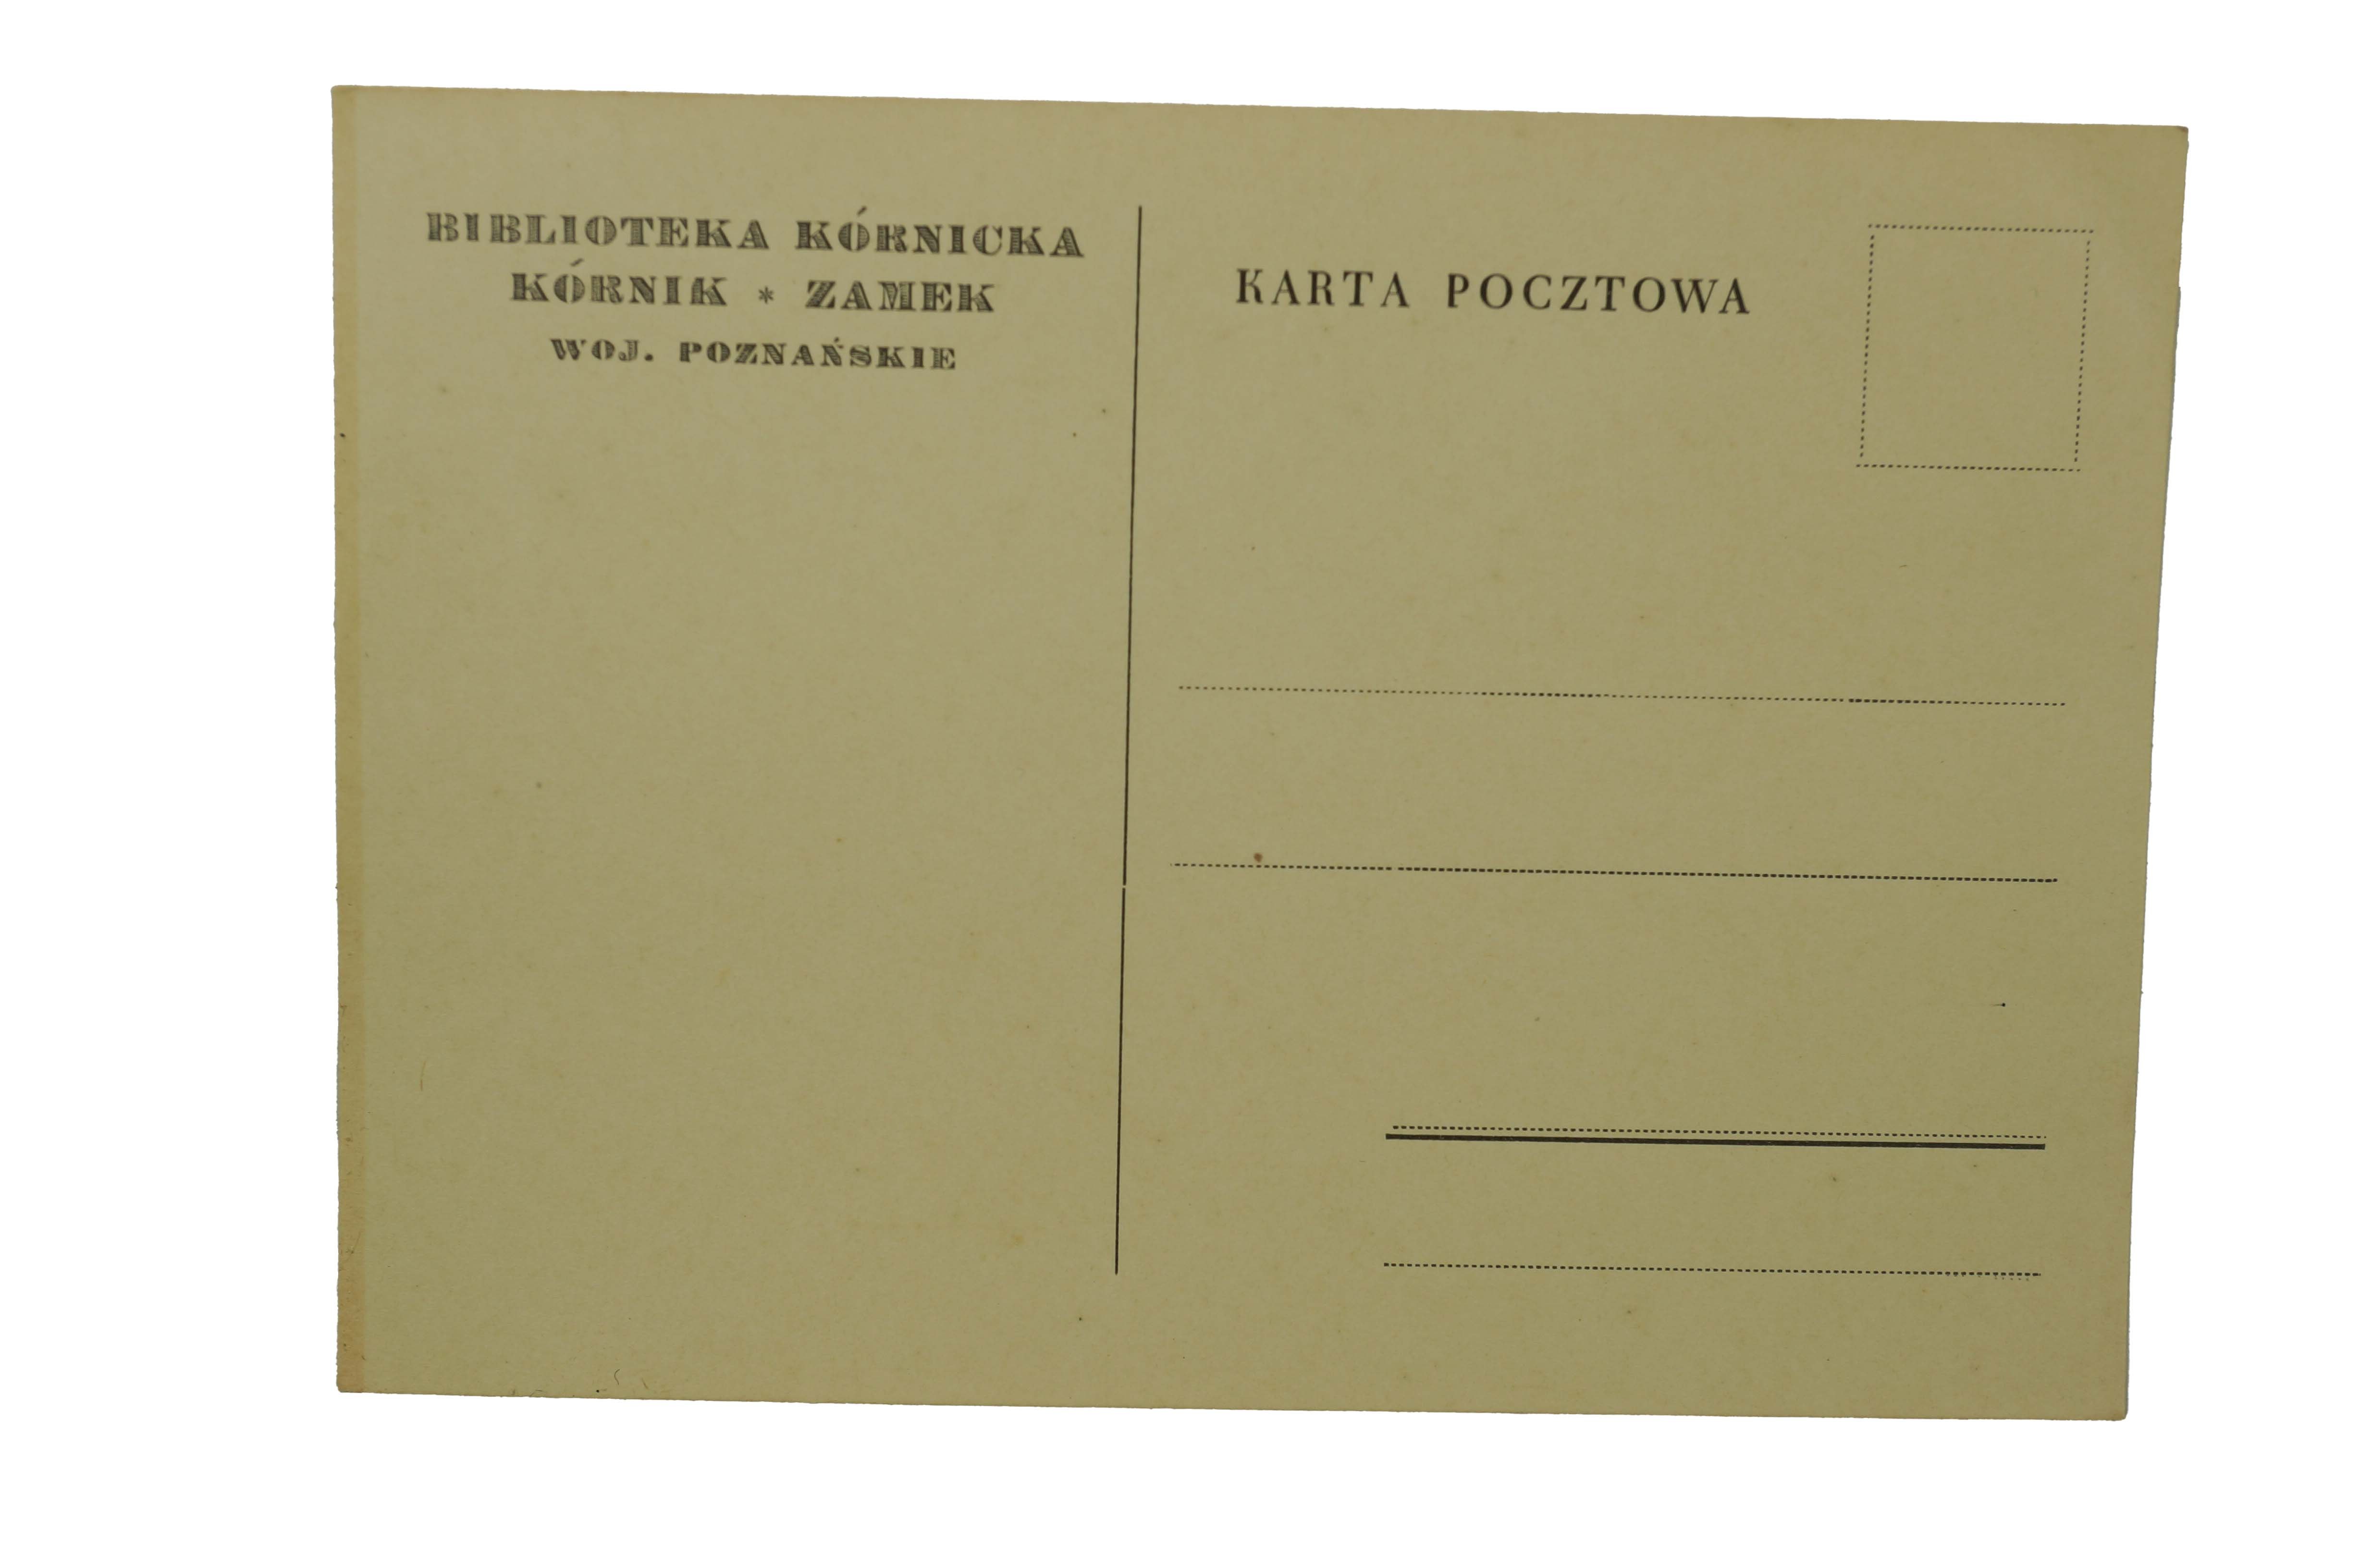 BIBLIOTEKA KÓRNICKA
KÓRNIK * ZAMEK
WOJ. POZNAŃSKIE
KARTA POCZTOWA